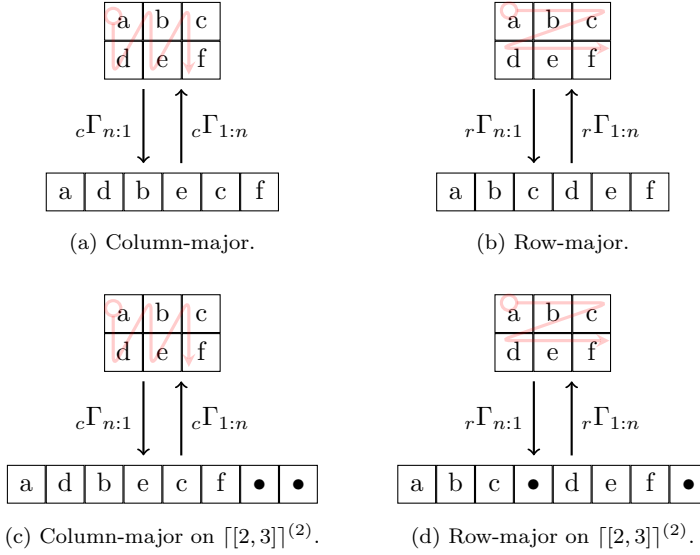 a b c a b c
d e f d e f
cΓn:1 cΓ1:n rΓn:1 rΓ1:n
a d b e c f a b c d e f
(a) Column-major. (b) Row-major.
a b c a b c
d e f d e f
cΓn:1 cΓ1:n rΓn:1 rΓ1:n
a d b e c f • • a b c • d e f •
(c) Column-major on ⌈[2, 3]⌉(2). (d) Row-major on ⌈[2, 3]⌉(2).